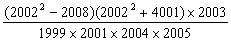 (2002² − 2008)(2002² + 4001) × 2003
1999 × 2001 × 2004 × 2005